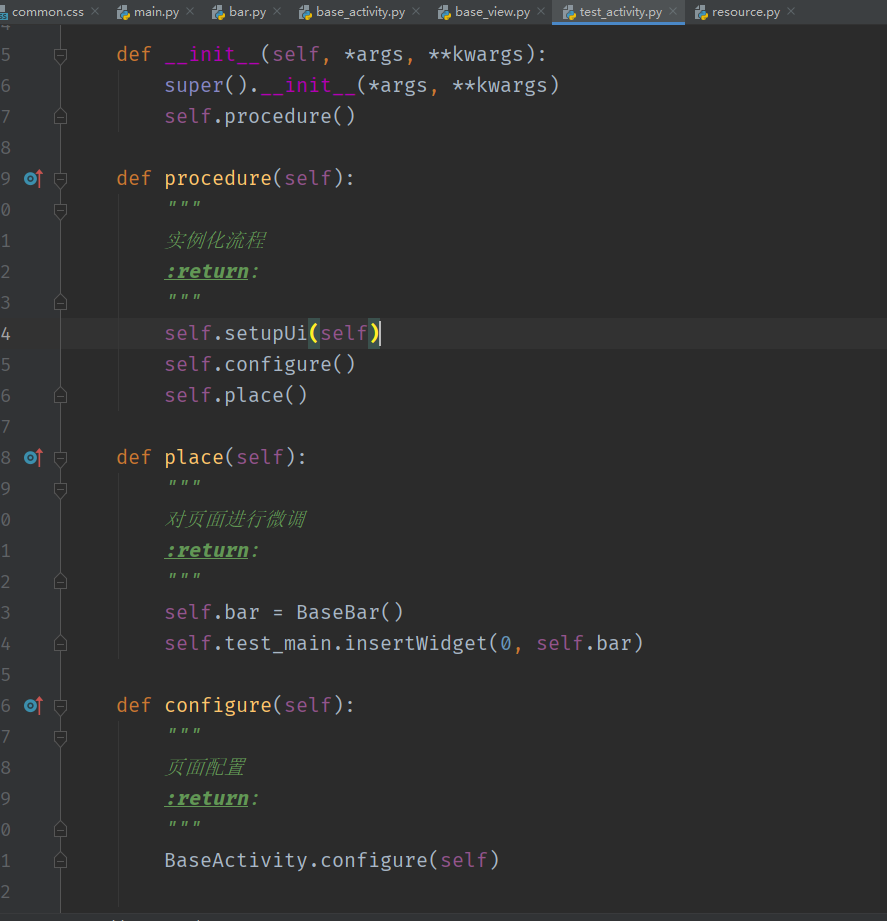 common.css main.py bar.py base_activity.py base_view.py test_activity.py resource.py
5 def __init__(self, *args, **kwargs):
6 super().__init__(*args, **kwargs)
7 self.procedure()
8
9 def procedure(self):
0 """
1 实例化流程
2 :return:
3 """
4 self.setupUi(self)
5 self.configure()
6 self.place()
7
8 def place(self):
9 """
0 对页面进行微调
1 :return:
2 """
3 self.bar = BaseBar()
4 self.test_main.insertWidget(0, self.bar)
5
6 def configure(self):
7 """
8 页面配置
9 :return:
0 """
1 BaseActivity.configure(self)
2